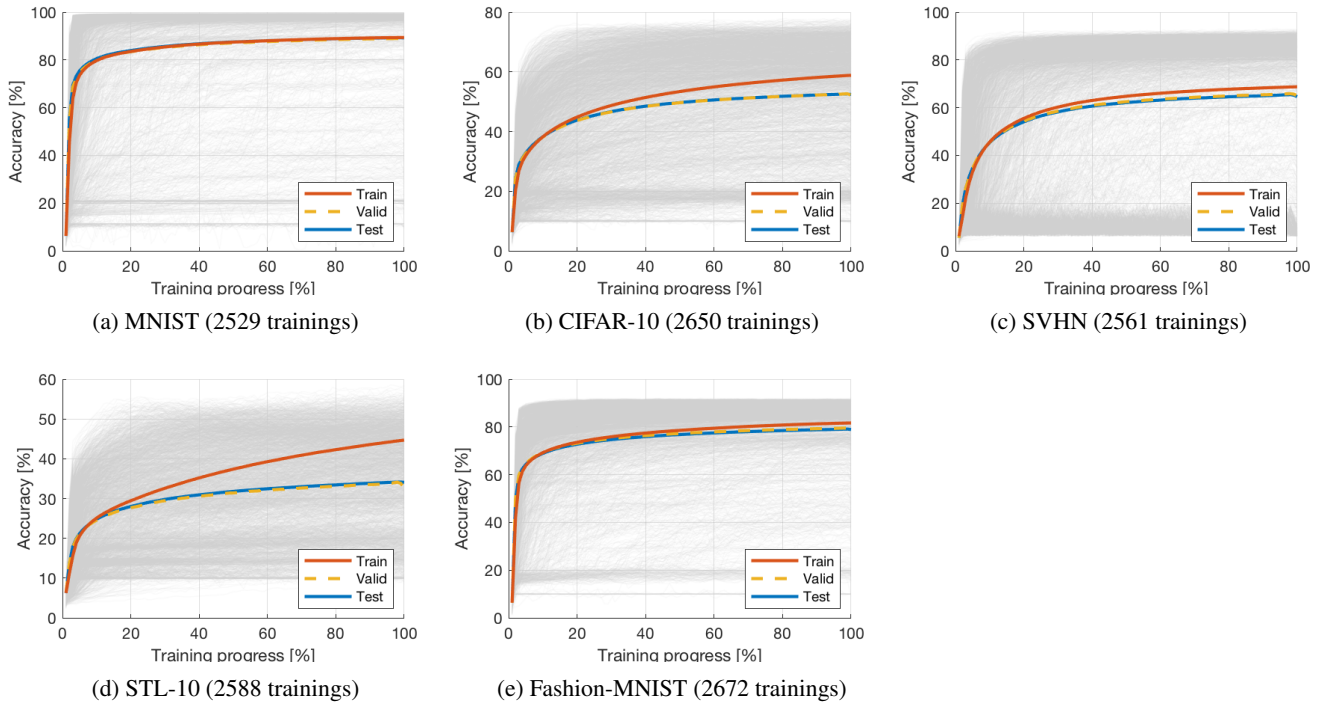 100
80
60
40
20
0
Accuracy [%]
Train
Valid
Test
0 20 40 60 80 100
Training progress [%]
(a) MNIST (2529 trainings)
80
60
40
20
0
Accuracy [%]
Train
Valid
Test
0 20 40 60 80 100
Training progress [%]
(b) CIFAR-10 (2650 trainings)
100
80
60
40
20
0
Accuracy [%]
Train
Valid
Test
0 20 40 60 80 100
Training progress [%]
(c) SVHN (2561 trainings)
60
50
40
30
20
10
0
Accuracy [%]
Train
Valid
Test
0 20 40 60 80 100
Training progress [%]
(d) STL-10 (2588 trainings)
100
80
60
40
20
0
Accuracy [%]
Train
Valid
Test
0 20 40 60 80 100
Training progress [%]
(e) Fashion-MNIST (2672 trainings)